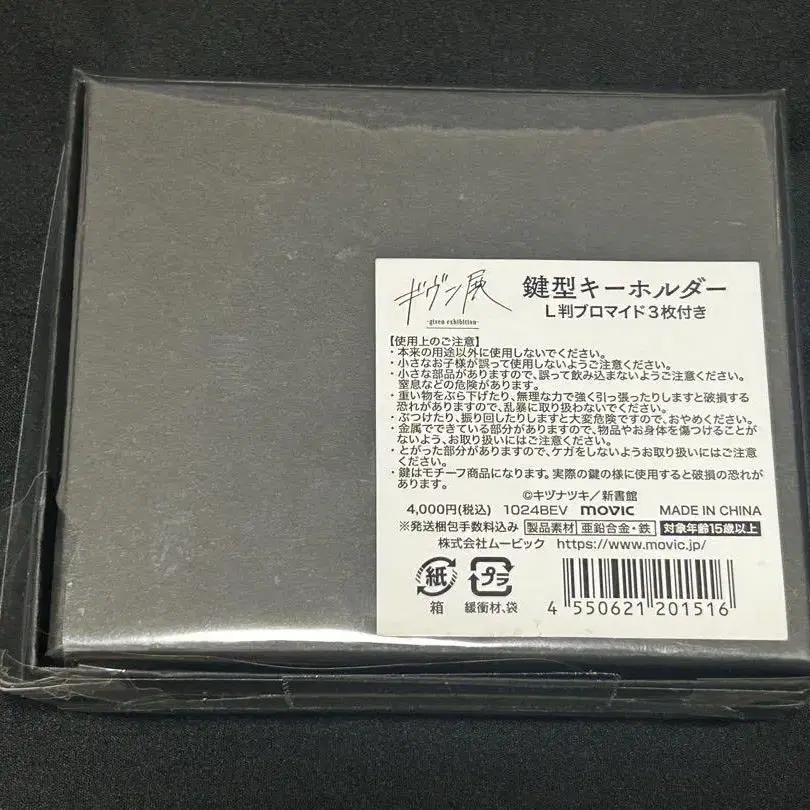 ギヴン展
-given exhibition-
鍵型キーホルダー
L判ブロマイド3枚付き
【使用上のご注意】
・本来の用途以外に使用しないでください。
・小さなお子様が誤って使用しないようご注意ください。
・小さな部品がありますので、誤って飲み込まないようご注意ください。
窒息などの危険があります。
・重い物をぶら下げたり、無理な力で強く引っ張ったりしますと破損する
恐れがありますので、乱暴に取り扱わないでください。
・ぶつけたり、振り回したりしますと大変危険ですので、おやめください。
・金属でできている部分がありますので、物品やお身体を傷つけることが
ないよう、お取り扱いにはご注意ください。
・とがった部分がありますので、ケガをしないようお取り扱いにはご注意
ください。
・鍵はモチーフ商品になります。実際の鍵の様に使用すると破損の恐れが
あります。
©キヅナツキ／新書館
4,000円(税込) 1024BEV movic MADE IN CHINA
※発送梱包手数料込み 製品素材 亜鉛合金・鉄 対象年齢15歳以上
株式会社ムービック https://www.movic.jp/
紙 プラ
箱 緩衝材、袋
4 550621 201516